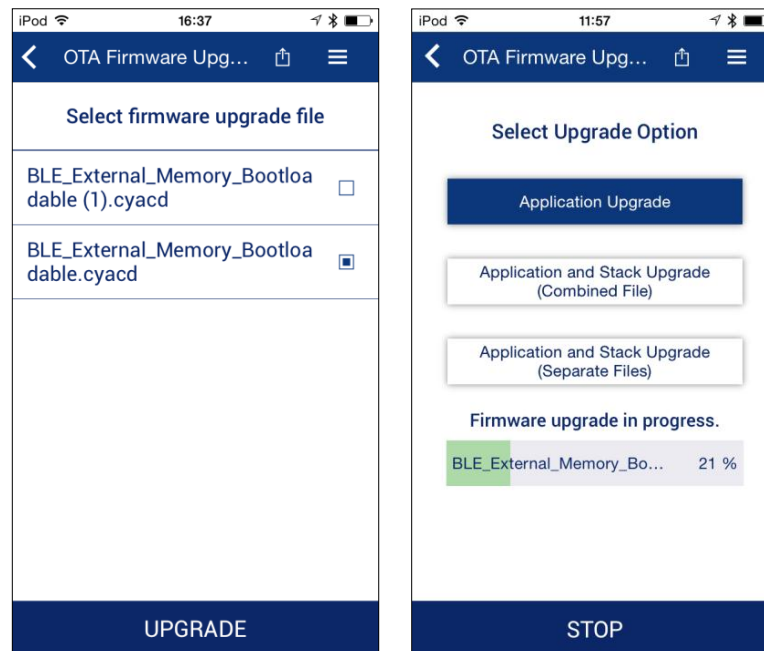 iPod 16:37
OTA Firmware Upg...
Select firmware upgrade file
BLE_External_Memory_Bootloa
dable (1).cyacd
BLE_External_Memory_Bootloa
dable.cyacd
UPGRADE
iPod 11:57
OTA Firmware Upg...
Select Upgrade Option
Application Upgrade
Application and Stack Upgrade
(Combined File)
Application and Stack Upgrade
(Separate Files)
Firmware upgrade in progress.
BLE_External_Memory_Bo... 21 %
STOP